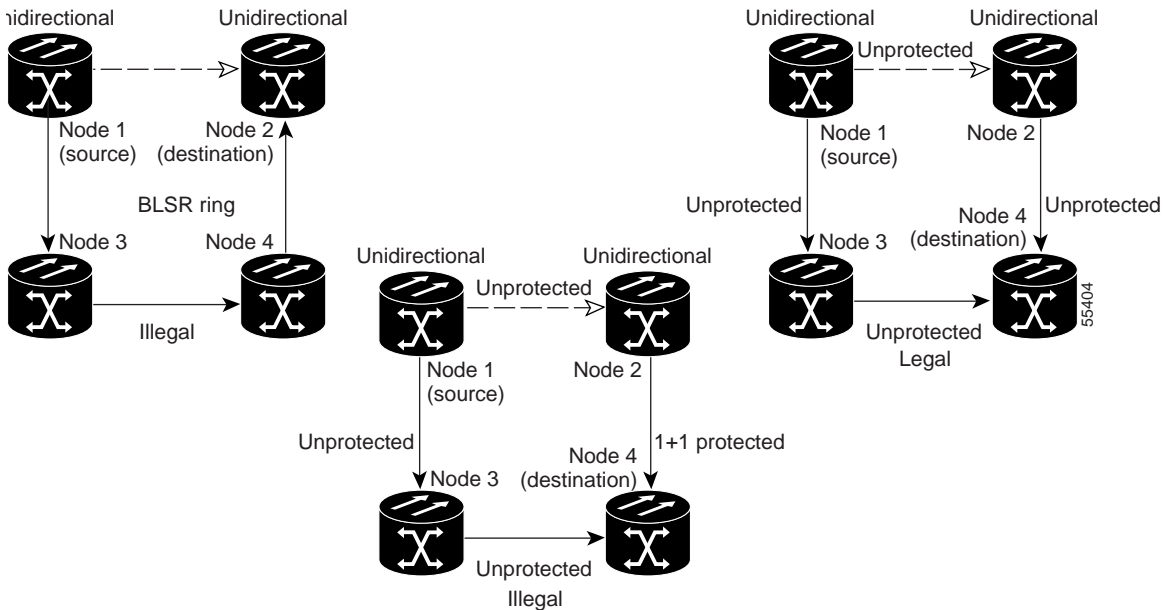 nidirectional
Unidirectional
Node 1
(source)
Node 2
(destination)
BLSR ring
Node 3
Node 4
Illegal
Unidirectional
Unidirectional
Unprotected
Node 1
(source)
Node 2
Unprotected
1+1 protected
Node 3
Node 4
(destination)
Unprotected
Illegal
Unidirectional
Unidirectional
Unprotected
Node 1
(source)
Node 2
Unprotected
Unprotected
Node 3
Node 4
(destination)
Unprotected
Legal
55404